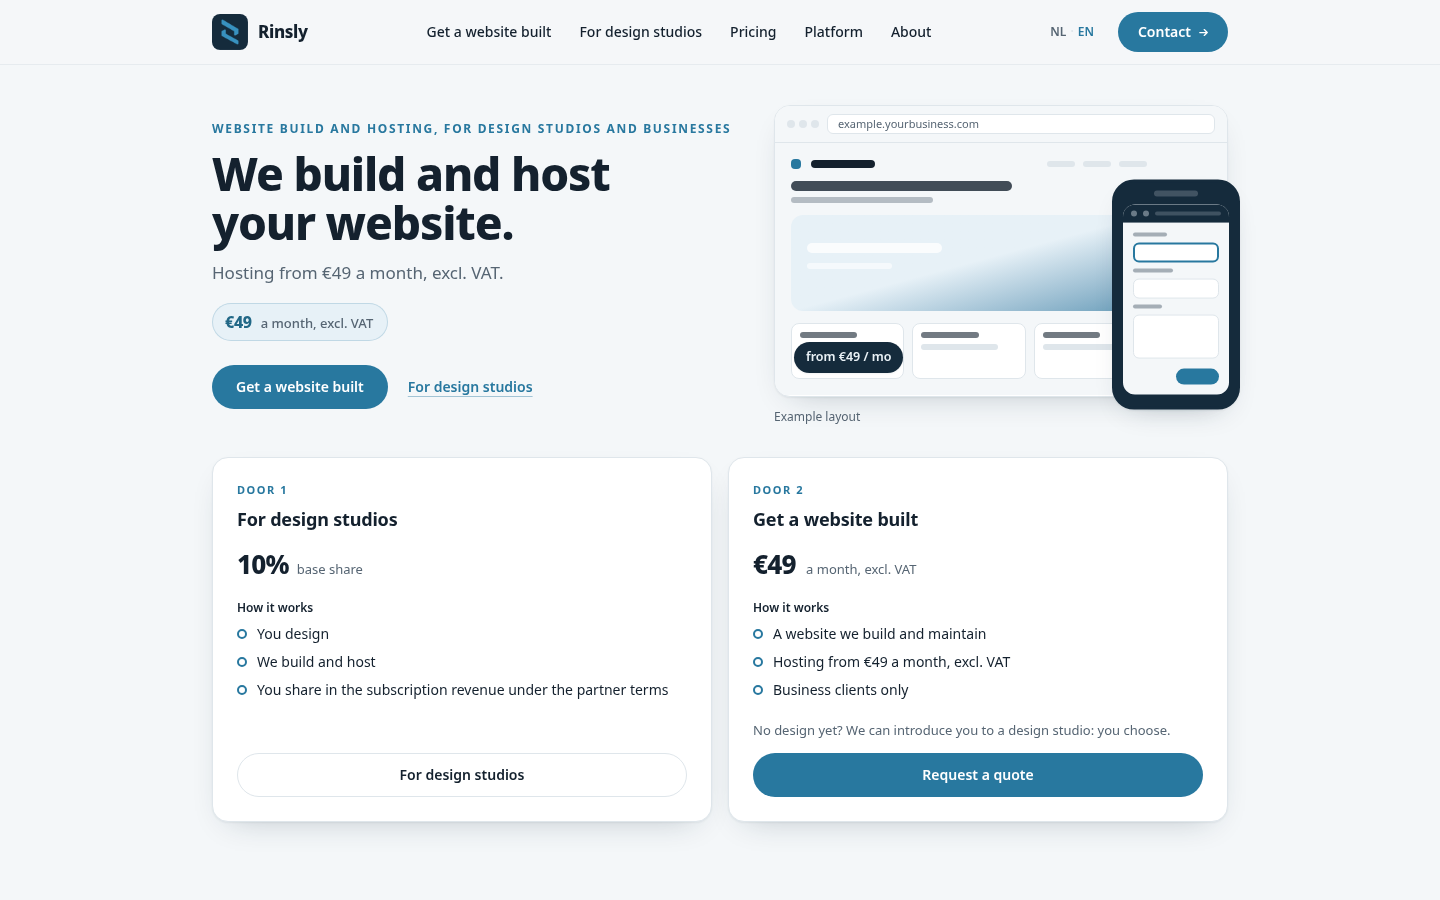 Rinsly
Get a website built
For design studios
Pricing
Platform
About
NL · EN
Contact →
WEBSITE BUILD AND HOSTING, FOR DESIGN STUDIOS AND BUSINESSES
We build and host
your website.
Hosting from €49 a month, excl. VAT.
€49 a month, excl. VAT
Get a website built
For design studios
example.yourbusiness.com
from €49 / mo
Example layout
DOOR 1
For design studios
10% base share
How it works
You design
We build and host
You share in the subscription revenue under the partner terms
For design studios
DOOR 2
Get a website built
€49 a month, excl. VAT
How it works
A website we build and maintain
Hosting from €49 a month, excl. VAT
Business clients only
No design yet? We can introduce you to a design studio: you choose.
Request a quote